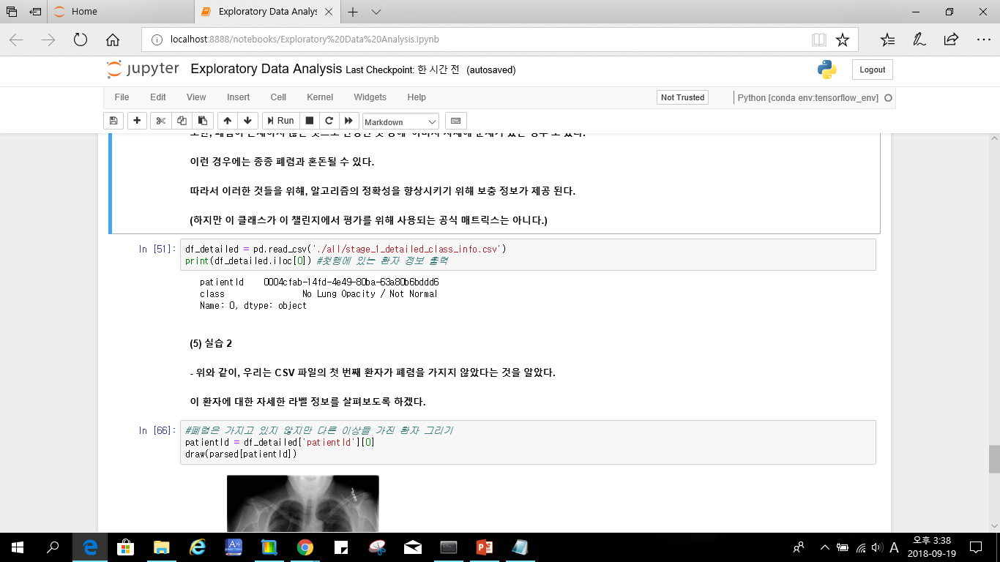 Home
Exploratory Data Analys
localhost:8888/notebooks/Exploratory%20Data%20Analysis.ipynb
jupyter Exploratory Data Analysis Last Checkpoint: 한 시간 전 (autosaved)
Logout
File Edit View Insert Cell Kernel Widgets Help
Not Trusted
Python [conda env:tensorflow_env]
Run
Markdown
이런 경우에는 종종 폐렴과 혼돈될 수 있다.
따라서 이러한 것들을 위해, 알고리즘의 정확성을 향상시키기 위해 보충 정보가 제공 된다.
(하지만 이 클래스가 이 챌린지에서 평가를 위해 사용되는 공식 매트릭스는 아니다.)
In [51]: df_detailed = pd.read_csv('./all/stage_1_detailed_class_info.csv')
print(df_detailed.iloc[0]) #첫행에 있는 환자 정보 출력
patientId 0004cfab-14fd-4e49-80ba-63a80b6bddd6
class No Lung Opacity / Not Normal
Name: 0, dtype: object
(5) 실습 2
- 위와 같이, 우리는 CSV 파일의 첫 번째 환자가 폐렴을 가지지 않았다는 것을 알았다.
이 환자에 대한 자세한 라벨 정보를 살펴보도록 하겠다.
In [66]: #폐렴은 가지고 있지 않지만 다른 이상을 가진 환자 그리기
patientId = df_detailed['patientId'][0]
draw(parsed[patientId])
A
오후 3:38
2018-09-19